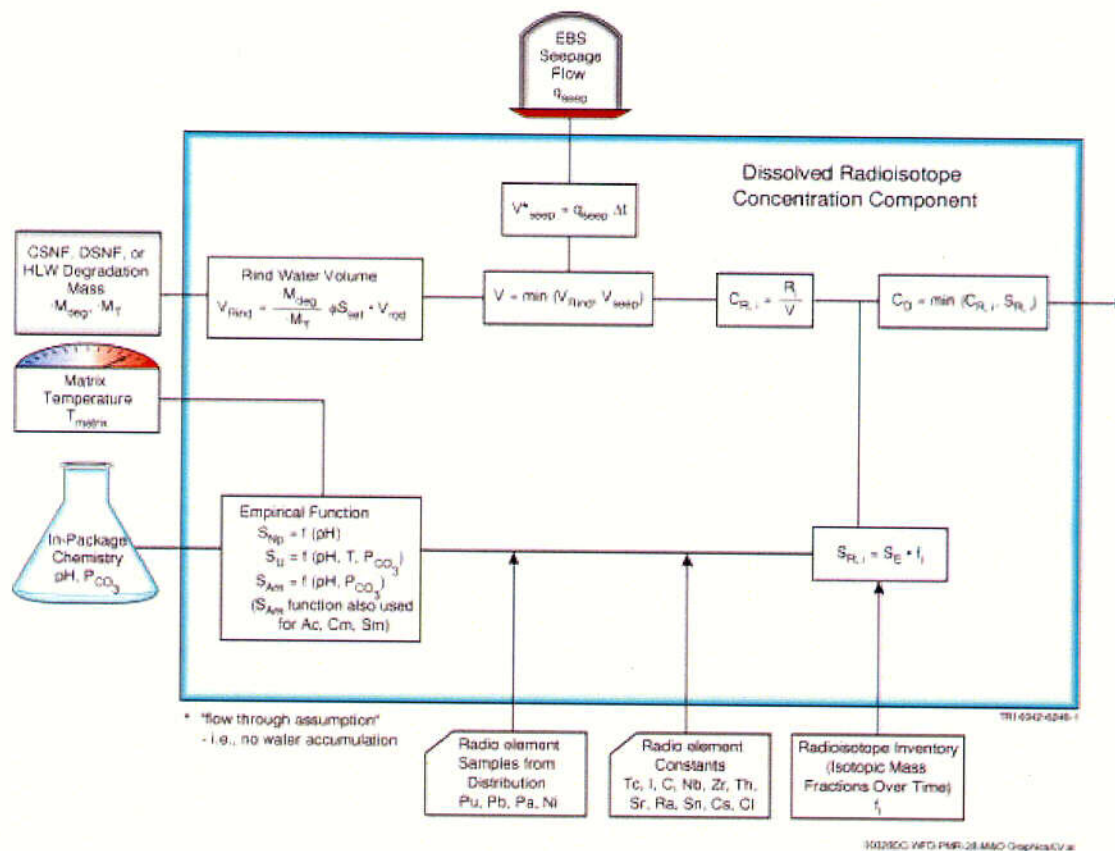 EBS
Seepage
Flow
q_seep
Dissolved Radioisotope
Concentration Component
V*_seep = q_seep Δt
CSNF, DSNF, or
HLW Degradation
Mass
·M_deg, ·M_T
Rind Water Volume
V_Rind = M_deg / ·M_T ϕS_sat · V_rod
V = min (V_Rind, V_seep)
C_R, i = R_i / V
C_D = min (C_R, i, S_R, i)
Matrix
Temperature
T_matrix
In-Package
Chemistry
pH, P_CO3
Empirical Function
S_Np = f (pH)
S_U = f (pH, T, P_CO3)
S_Am = f (pH, P_CO3)
(S_Am function also used
for Ac, Cm, Sm)
S_R, i = S_E • f_i
* "flow through assumption"
- i.e., no water accumulation
Radio element
Samples from
Distribution
Pu, Pb, Pa, Ni
Radio element
Constants
Tc, I, C, Nb, Zr, Th,
Sr, Ra, Sn, Cs, Cl
Radioisotope Inventory
(Isotopic Mass
Fractions Over Time)
f_i